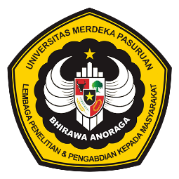 UNIVERSITAS MERDEKA PASURUAN
BHIRAWA ANORAGA
LEMBAGA PENELITIAN & PENGABDIAN KEPADA MASYARAKAT